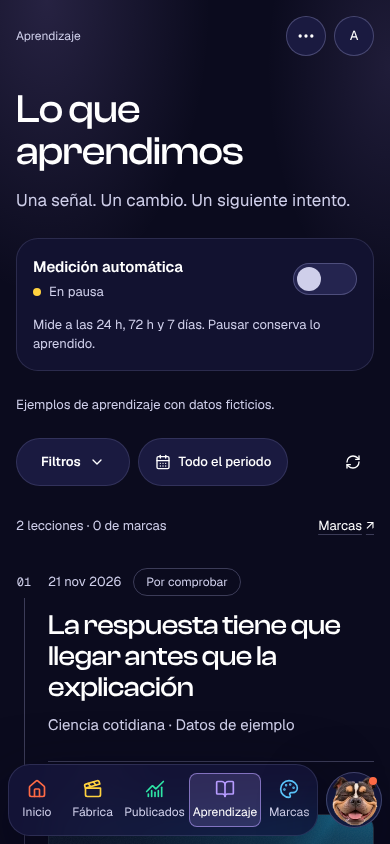 Aprendizaje
A
Lo que
aprendimos
Una señal. Un cambio. Un siguiente intento.
Medición automática
En pausa
Mide a las 24 h, 72 h y 7 días. Pausar conserva lo
aprendido.
Ejemplos de aprendizaje con datos ficticios.
Filtros
Todo el periodo
2 lecciones · 0 de marcas
Marcas
01 21 nov 2026 Por comprobar
La respuesta tiene que
llegar antes que la
explicación
Ciencia cotidiana · Datos de ejemplo
Inicio Fábrica Publicados Aprendizaje Marcas